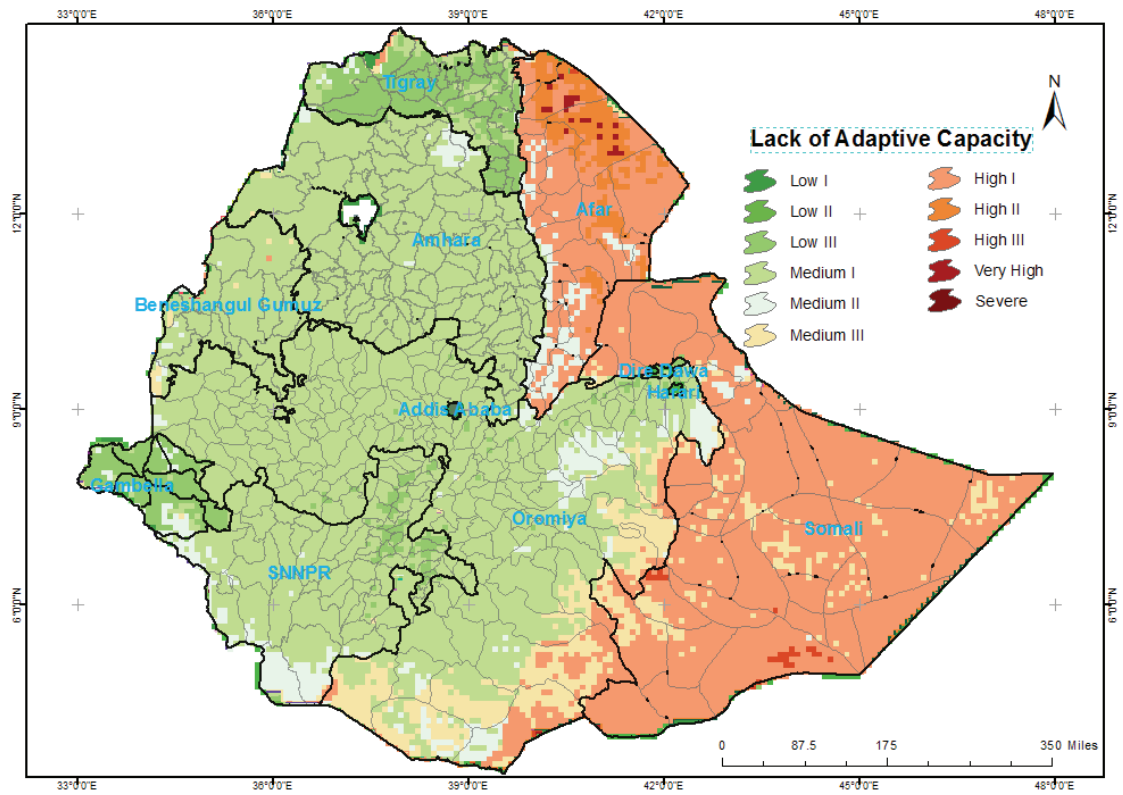 33°0'0"E 36°0'0"E 39°0'0"E 42°0'0"E 45°0'0"E 48°0'0"E
N
Tigray
Lack of Adaptive Capacity
Low I
Low II
Low III
Medium I
Medium II
Medium III
High I
High II
High III
Very High
Severe
12°0'0"N 12°0'0"N
Afar
Amhara
Beneshangul Gumuz
Dire Dawa
Harari
9°0'0"N 9°0'0"N
Addis Ababa
Gambella
Oromiya
Somali
SNNPR
6°0'0"N 6°0'0"N
0 87.5 175 350 Miles
33°0'0"E 36°0'0"E 39°0'0"E 42°0'0"E 45°0'0"E 48°0'0"E